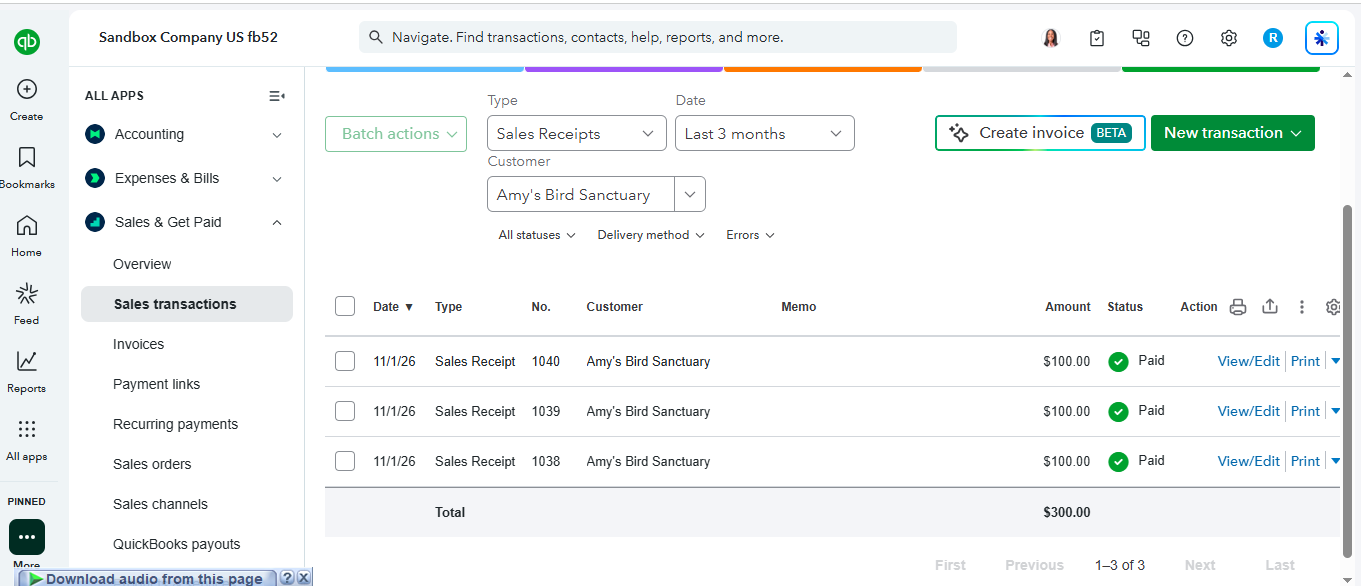 qb
Sandbox Company US fb52
Navigate. Find transactions, contacts, help, reports, and more.
R
Create
Bookmarks
Home
Feed
Reports
All apps
PINNED
More
ALL APPS
Accounting
Expenses & Bills
Sales & Get Paid
Overview
Sales transactions
Invoices
Payment links
Recurring payments
Sales orders
Sales channels
QuickBooks payouts
Download audio from this page ? X
Type Date
Batch actions Sales Receipts Last 3 months Create invoice BETA New transaction
Customer
Amy's Bird Sanctuary
All statuses Delivery method Errors
Date ▼ Type No. Customer Memo Amount Status Action
11/1/26 Sales Receipt 1040 Amy's Bird Sanctuary $100.00 Paid View/Edit Print
11/1/26 Sales Receipt 1039 Amy's Bird Sanctuary $100.00 Paid View/Edit Print
11/1/26 Sales Receipt 1038 Amy's Bird Sanctuary $100.00 Paid View/Edit Print
Total $300.00
First Previous 1–3 of 3 Next Last